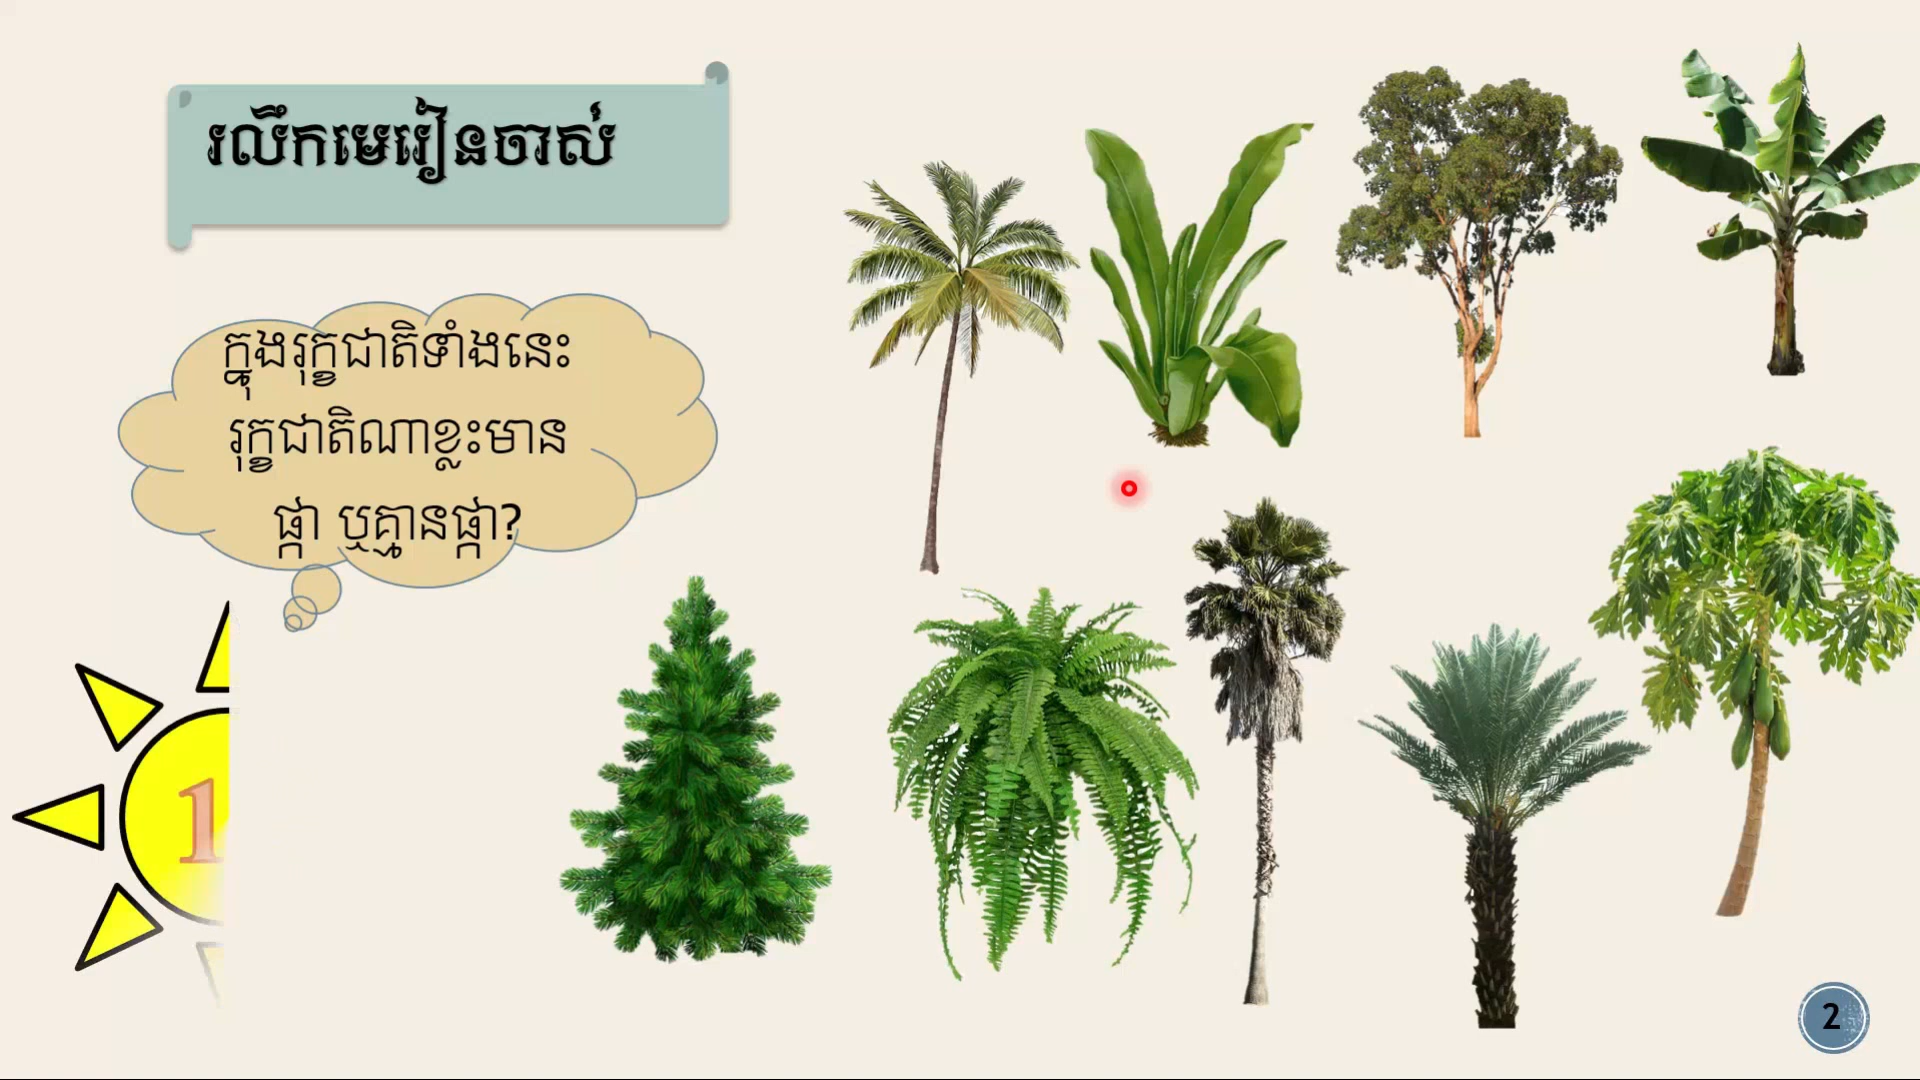 រលឹកមេរៀនចាស់
ក្នុងរុក្ខជាតិទាំងនេះ
រុក្ខជាតិណាខ្លះមាន
ផ្កា ឬគ្មានផ្កា?
1
2